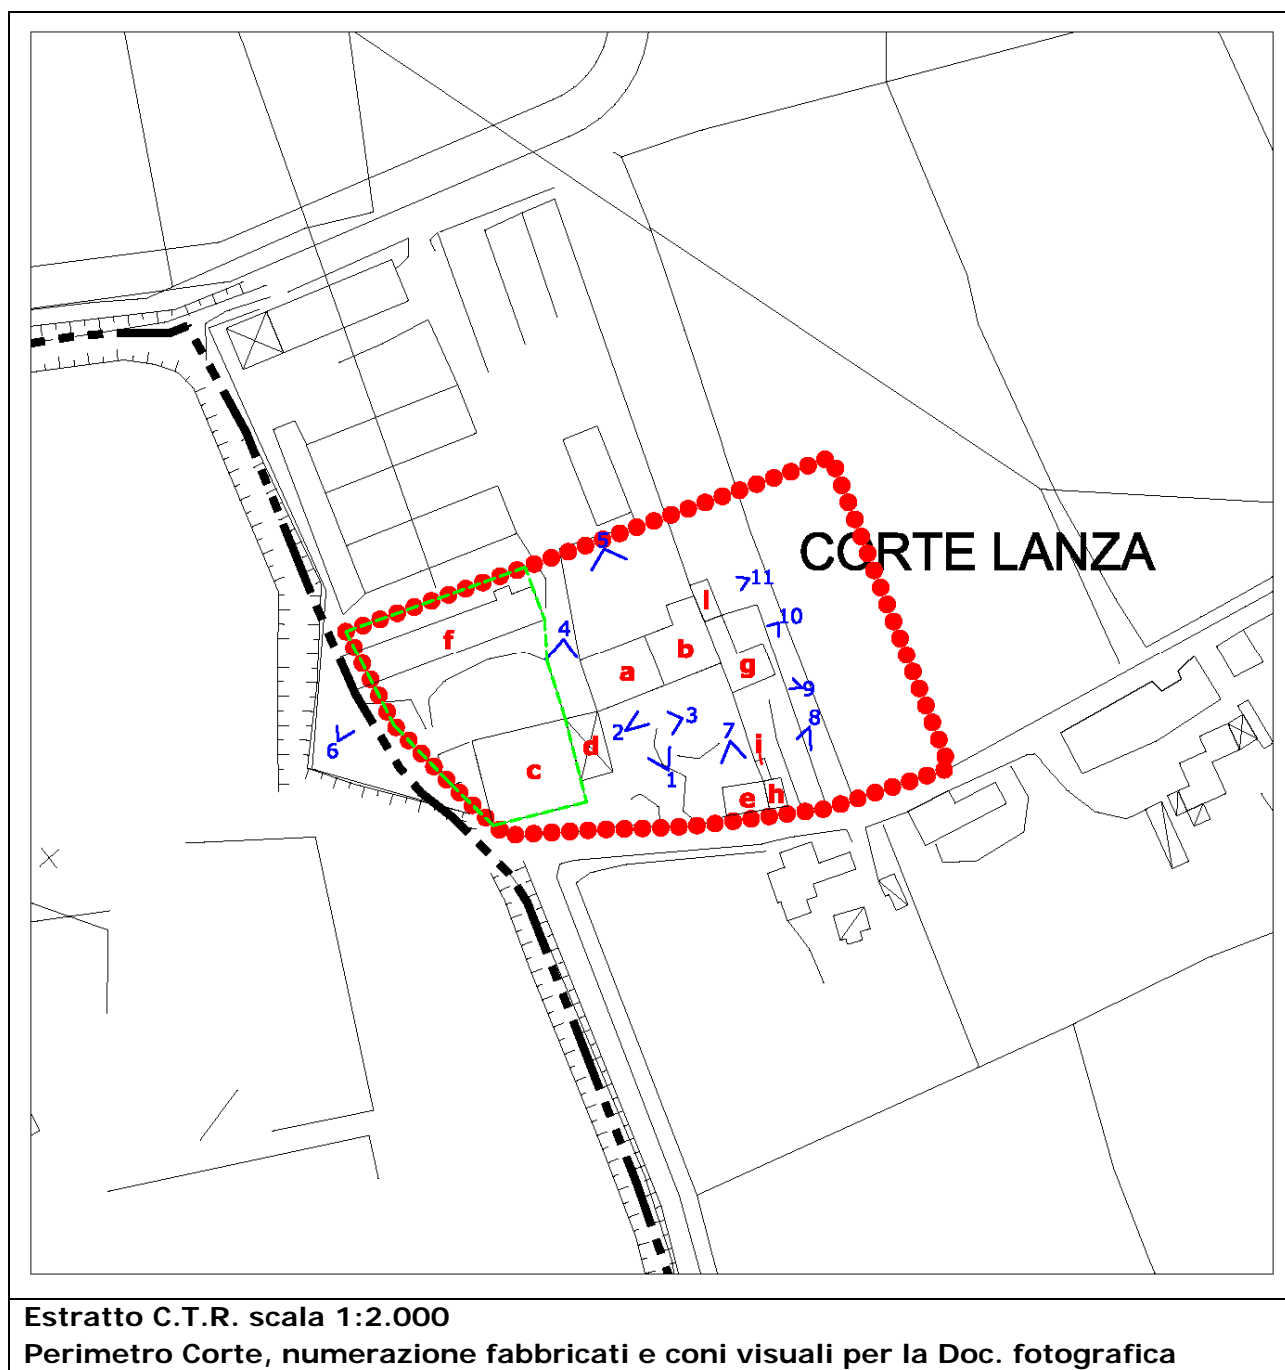 5
CORTE LANZA
11
l
10
4
f
b
g
a
9
3
2
8
7
6
i
d
c
1
h
e
Estratto C.T.R. scala 1:2.000
Perimetro Corte, numerazione fabbricati e coni visuali per la Doc. fotografica